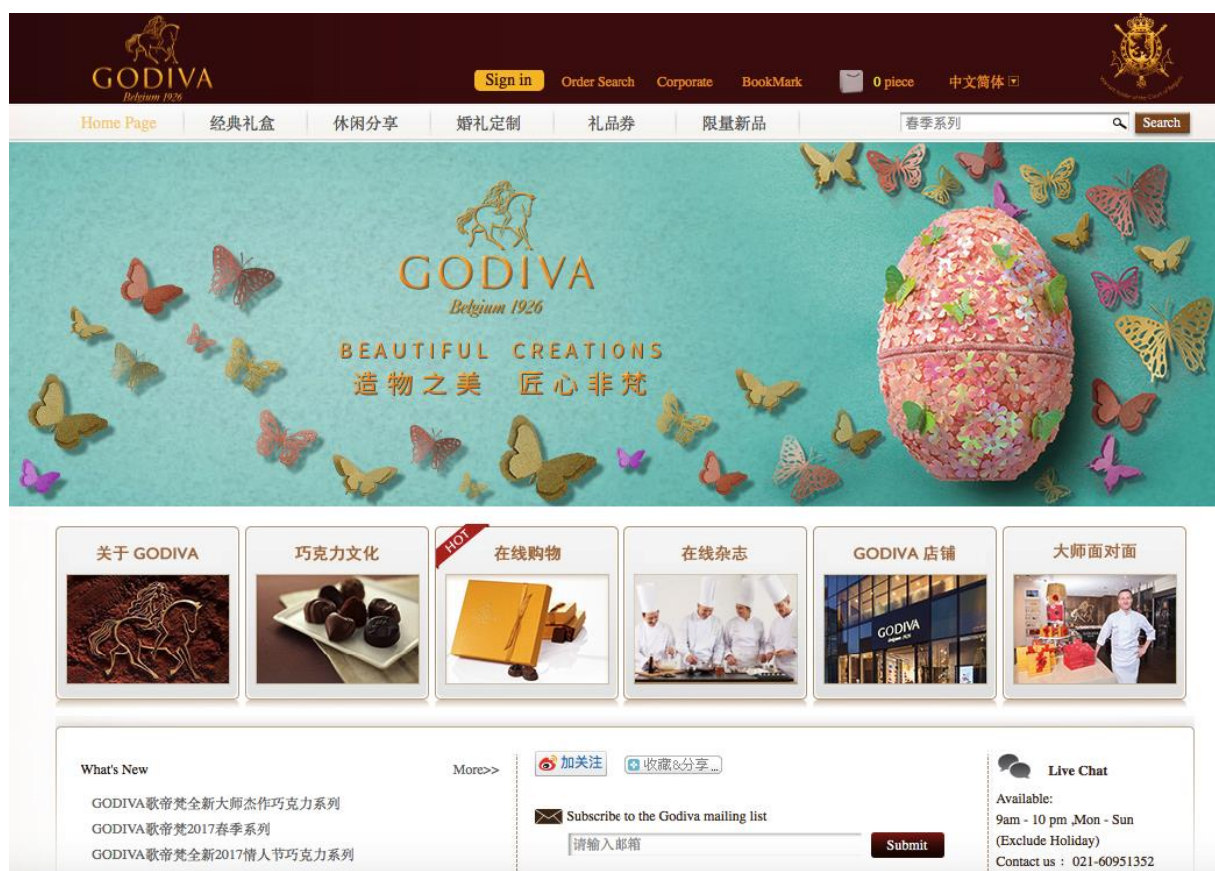 GODIVA
Belgium 1926
Sign in Order Search Corporate BookMark 0 piece 中文简体
Home Page 经典礼盒 休闲分享 婚礼定制 礼品券 限量新品 春季系列 Search
GODIVA
Belgium 1926
BEAUTIFUL CREATIONS
造物之美 匠心非梵
关于 GODIVA 巧克力文化 HOT 在线购物 在线杂志 GODIVA 店铺 大师面对面
GODIVA
Belgium 1926
What's New More>>
GODIVA歌帝梵全新大师杰作巧克力系列
GODIVA歌帝梵2017春季系列
GODIVA歌帝梵全新2017情人节巧克力系列
加关注 收藏&分享...
Subscribe to the Godiva mailing list
请输入邮箱 Submit
Live Chat
Available:
9am - 10 pm ,Mon - Sun
(Exclude Holiday)
Contact us : 021-60951352